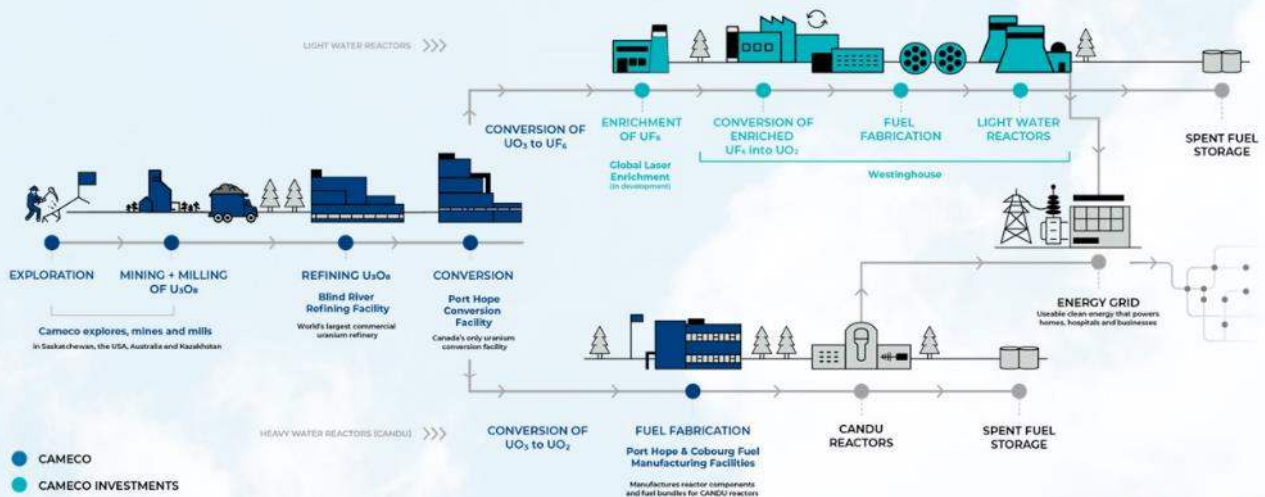 LIGHT WATER REACTORS >>>
CONVERSION OF
UO₃ to UF₆
ENRICHMENT
OF UF₆
Global Laser
Enrichment
(in development)
CONVERSION OF
ENRICHED
UF₆ into UO₂
FUEL
FABRICATION
LIGHT WATER
REACTORS
Westinghouse
SPENT FUEL
STORAGE
EXPLORATION
MINING + MILLING
OF U₃O₈
Cameco explores, mines and mills
in Saskatchewan, the USA, Australia and Kazakhstan
REFINING U₃O₈
Blind River
Refining Facility
World's largest commercial
uranium refinery
CONVERSION
Port Hope
Conversion
Facility
Canada's only uranium
conversion facility
ENERGY GRID
Useable clean energy that powers
homes, hospitals and businesses
HEAVY WATER REACTORS (CANDU) >>>
CONVERSION OF
UO₃ to UO₂
FUEL FABRICATION
Port Hope & Cobourg Fuel
Manufacturing Facilities
Manufactures reactor components
and fuel bundles for CANDU reactors
CANDU
REACTORS
SPENT FUEL
STORAGE
CAMECO
CAMECO INVESTMENTS